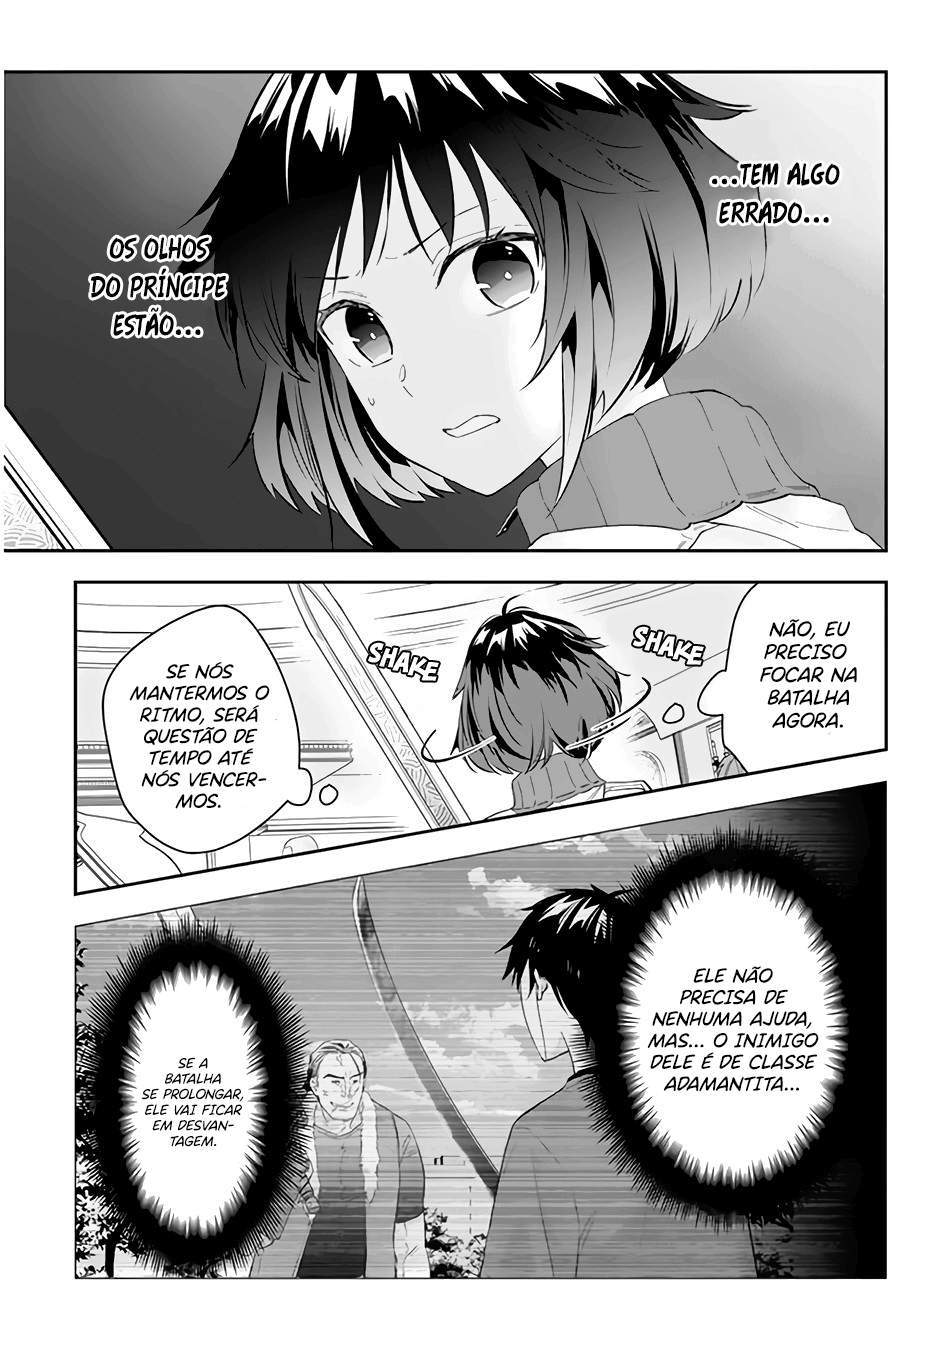 ...TEM ALGO
ERRADO...
OS OLHOS
DO PRÍNCIPE
ESTÃO...
NÃO, EU
PRECISO
FOCAR NA
BATALHA
AGORA.
SHAKE
SHAKE
SE NÓS
MANTERMOS O
RITMO, SERÁ
QUESTÃO DE
TEMPO ATÉ
NÓS VENCER-
MOS.
ELE NÃO
PRECISA DE
NENHUMA AJUDA,
MAS... O INIMIGO
DELE É DE CLASSE
ADAMANTITA...
SE A
BATALHA
SE PROLONGAR,
ELE VAI FICAR
EM DESVAN-
TAGEM.